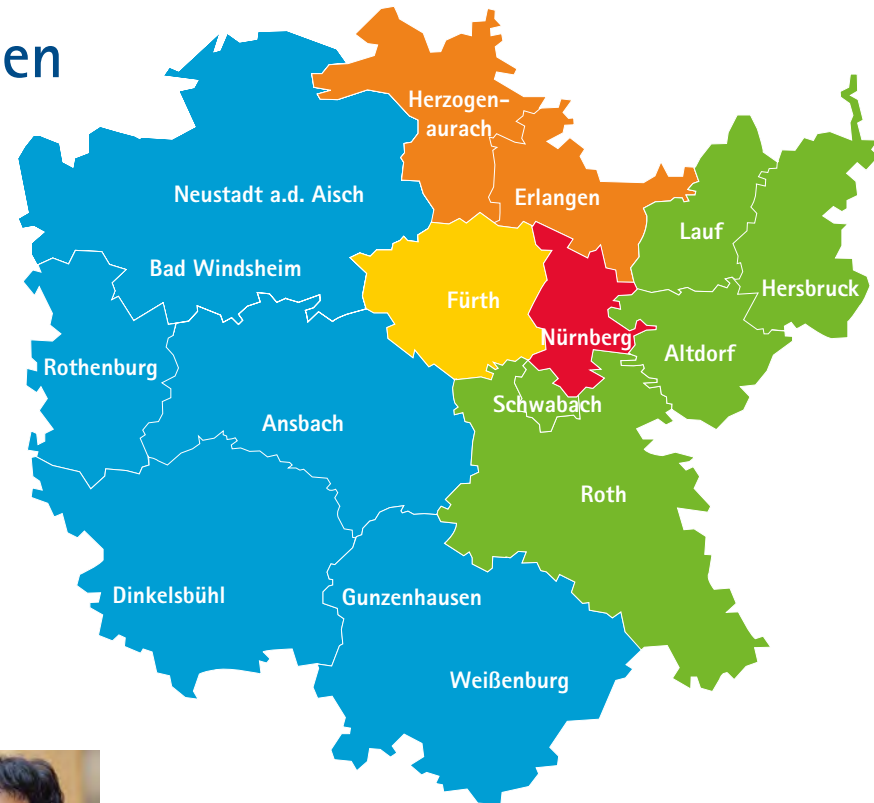 en
Herzogen-
aurach
Neustadt a.d. Aisch
Erlangen
Lauf
Bad Windsheim
Hersbruck
Fürth
Nürnberg
Altdorf
Rothenburg
Schwabach
Ansbach
Roth
Dinkelsbühl
Gunzenhausen
Weißenburg